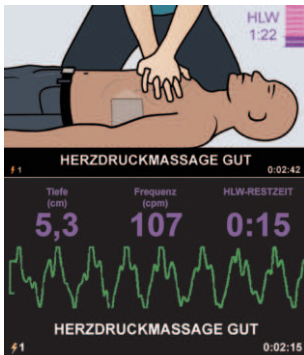 HLW
1:22
HERZDRUCKMASSAGE GUT
1
0:02:42
Tiefe
(cm)
Frequenz
(cpm)
HLW-RESTZEIT
5,3
107
0:15
HERZDRUCKMASSAGE GUT
1
0:02:15